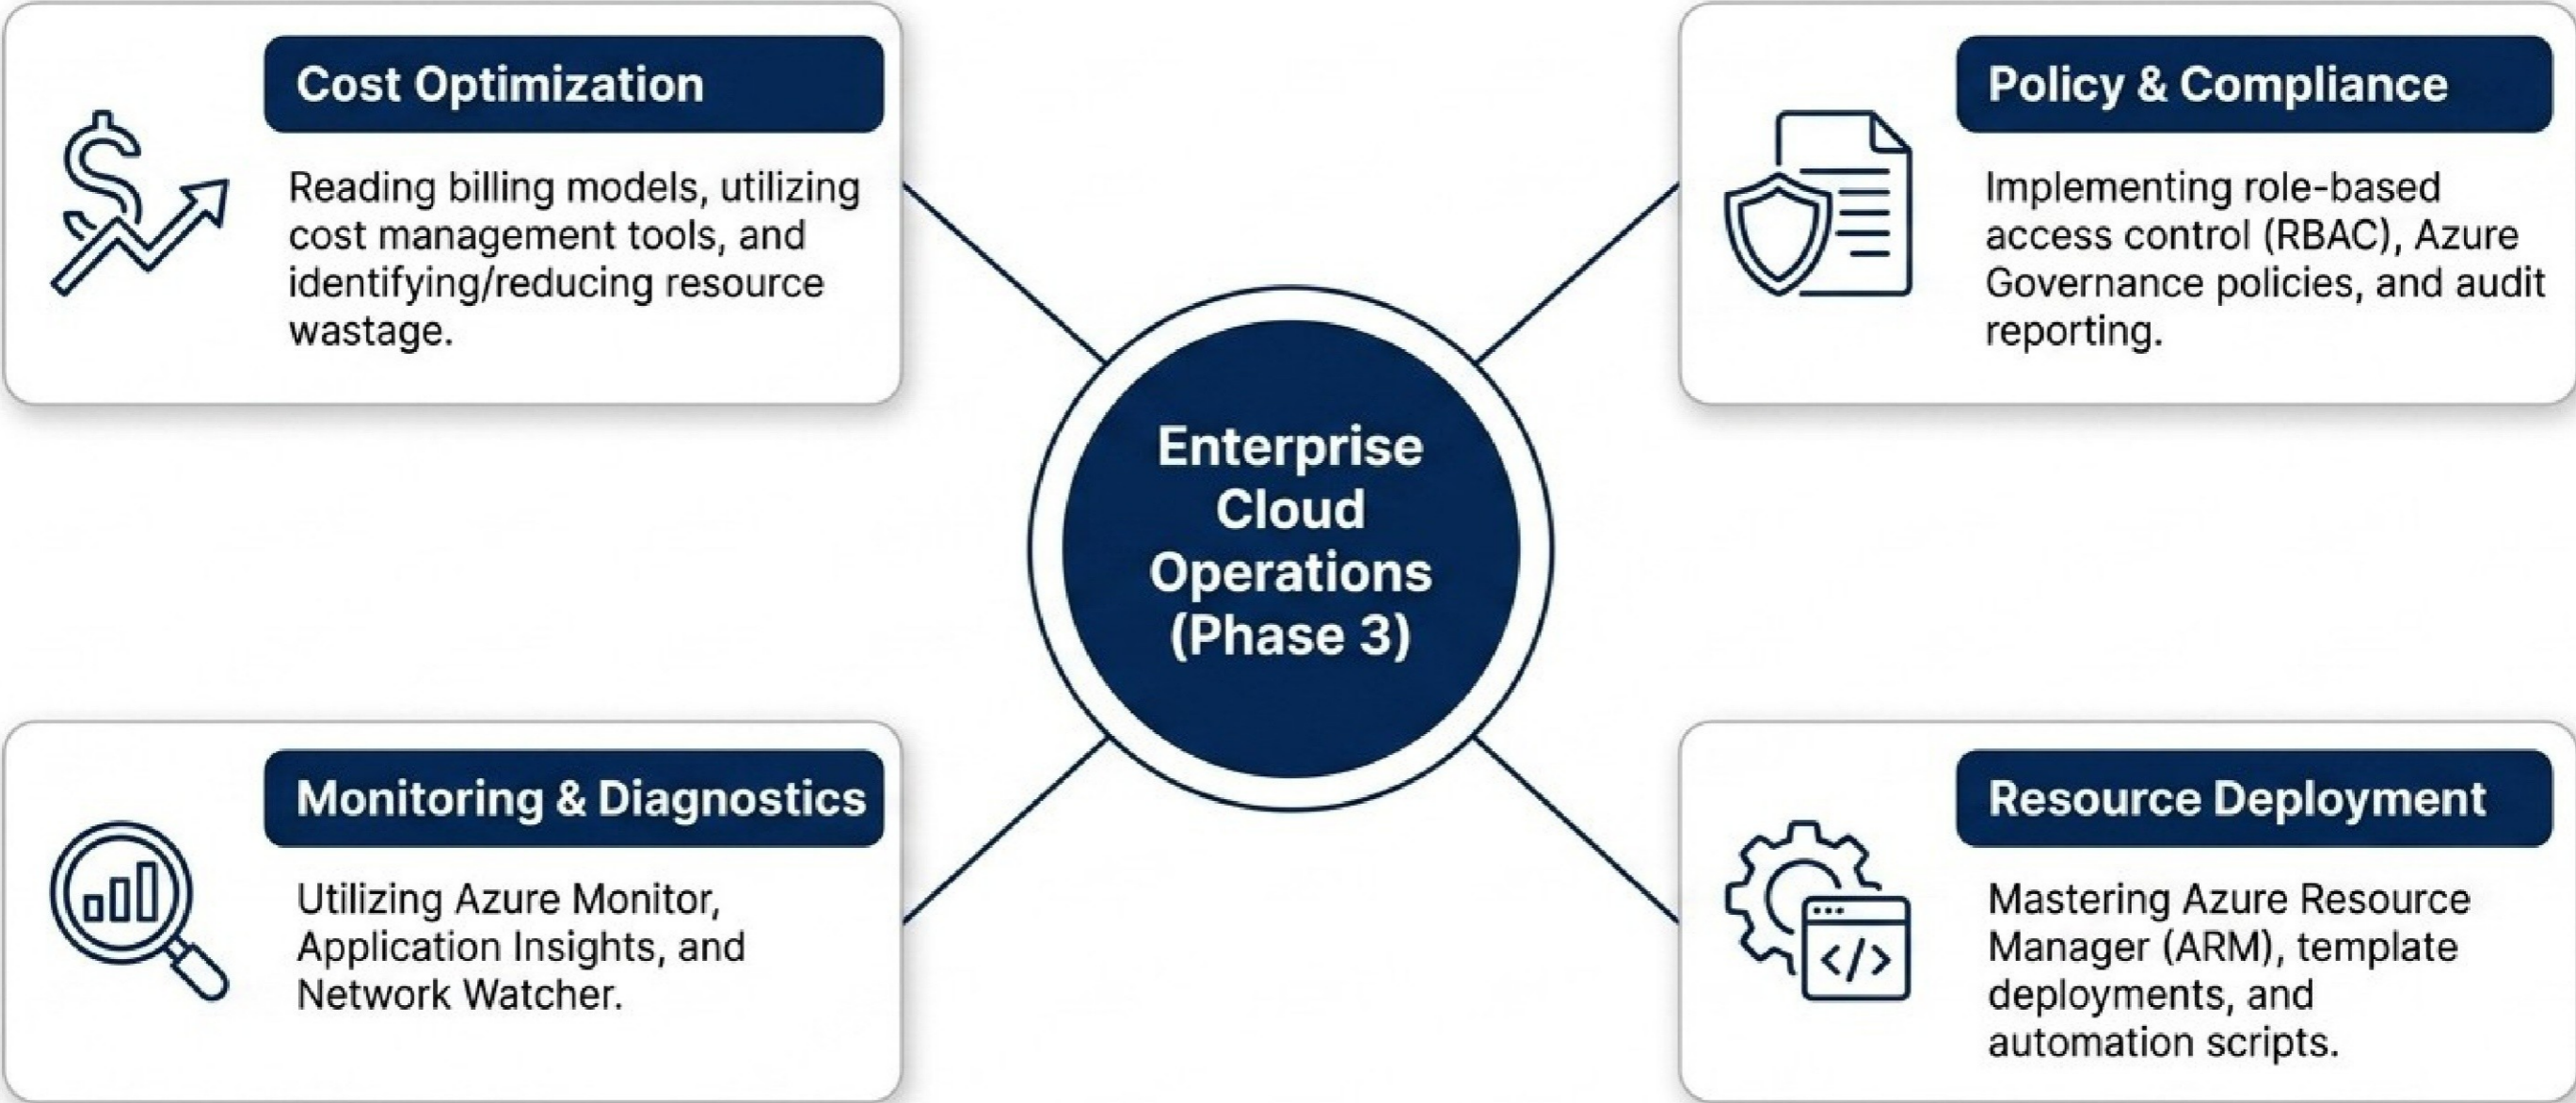 Cost Optimization
Reading billing models, utilizing
cost management tools, and
identifying/reducing resource
wastage.
Policy & Compliance
Implementing role-based
access control (RBAC), Azure
Governance policies, and audit
reporting.
Enterprise
Cloud
Operations
(Phase 3)
Monitoring & Diagnostics
Utilizing Azure Monitor,
Application Insights, and
Network Watcher.
Resource Deployment
Mastering Azure Resource
Manager (ARM), template
deployments, and
automation scripts.